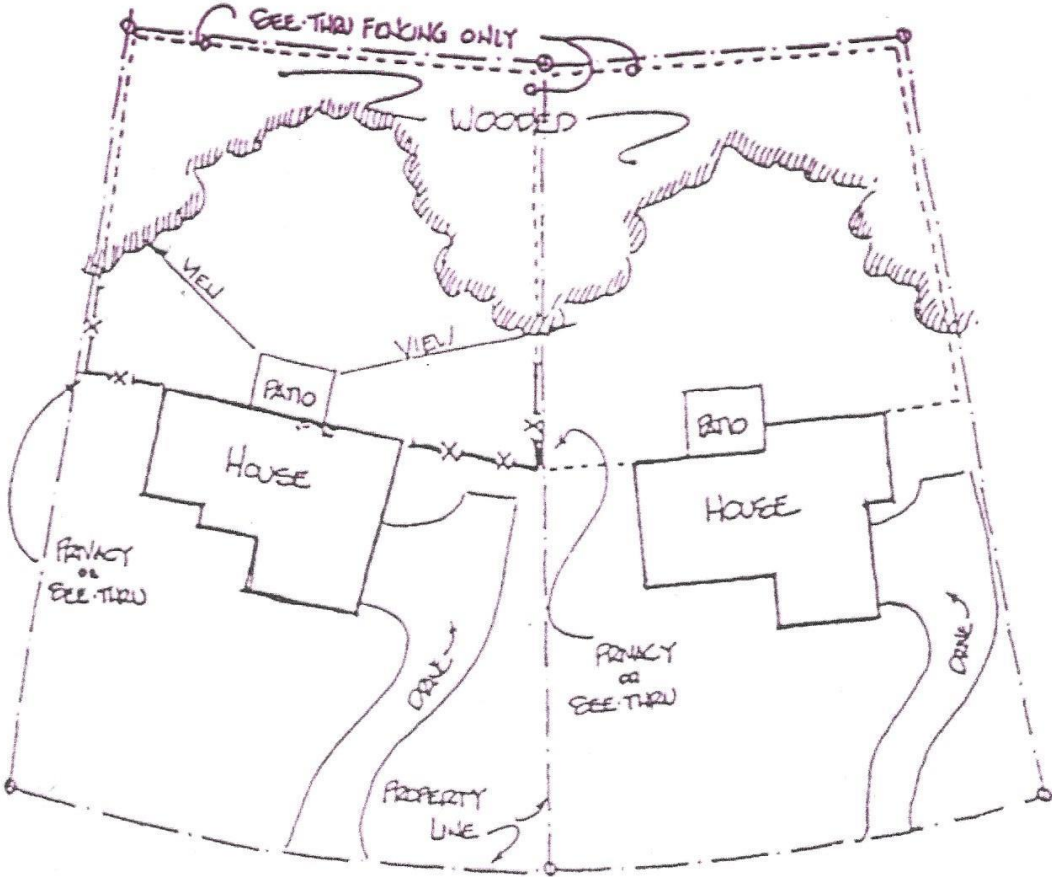 SEE-THRU FENCING ONLY
WOODED
VIEW
VIEW
PATIO
PATIO
HOUSE
HOUSE
PRIVACY
OR
SEE-THRU
DRIVE
DRIVE
PRIVACY
OR
SEE-THRU
PROPERTY
LINE